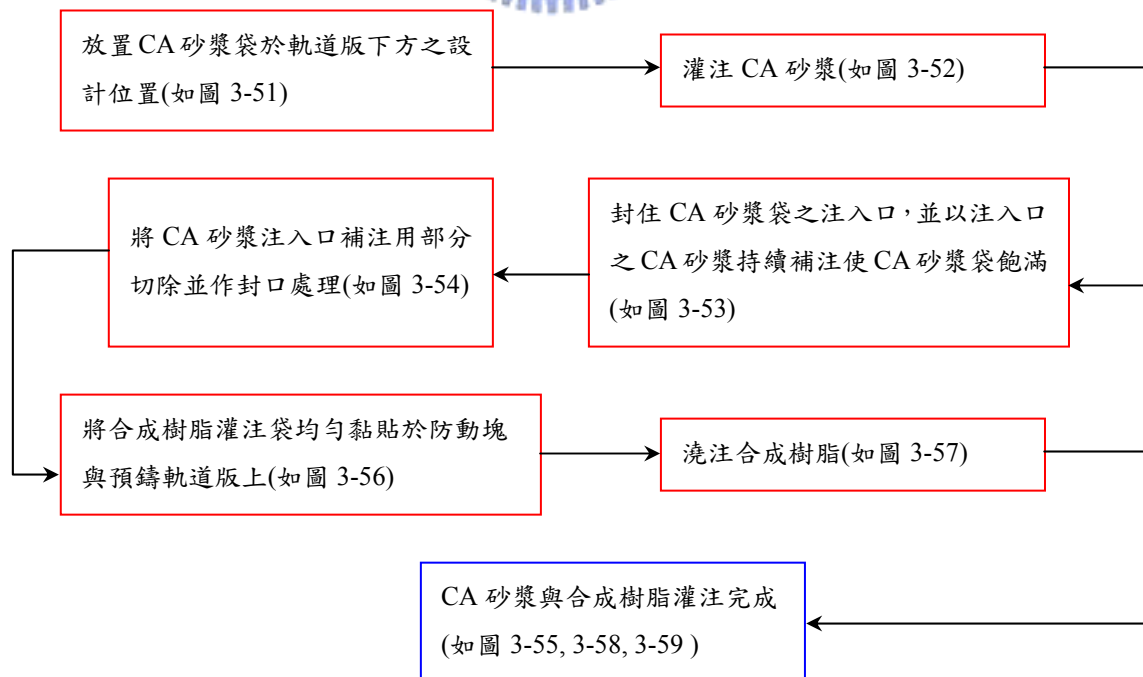 放置 CA 砂漿袋於軌道版下方之設
計位置(如圖 3-51)
灌注 CA 砂漿(如圖 3-52)
封住 CA 砂漿袋之注入口，並以注入口
之 CA 砂漿持續補注使 CA 砂漿袋飽滿
(如圖 3-53)
將 CA 砂漿注入口補注用部分
切除並作封口處理(如圖 3-54)
將合成樹脂灌注袋均勻黏貼於防動塊
與預鑄軌道版上(如圖 3-56)
澆注合成樹脂(如圖 3-57)
CA 砂漿與合成樹脂灌注完成
(如圖 3-55, 3-58, 3-59 )